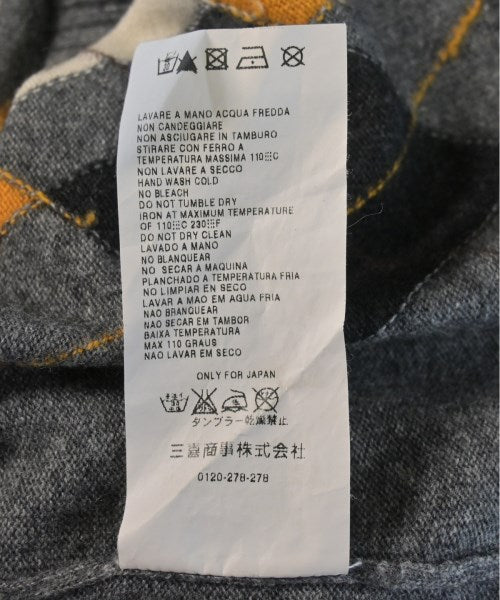 LAVARE A MANO ACQUA FREDDA
NON CANDEGGIARE
NON ASCIUGARE IN TAMBURO
STIRARE CON FERRO A
TEMPERATURA MASSIMA 110 C
NON LAVARE A SECCO
HAND WASH COLD
NO BLEACH
DO NOT TUMBLE DRY
IRON AT MAXIMUM TEMPERATURE
OF 110 C 230 F
DO NOT DRY CLEAN
LAVADO A MANO
NO BLANQUEAR
NO SECAR A MAQUINA
PLANCHADO A TEMPERATURA FRIA
NO LIMPIAR EN SECO
LAVAR A MAO EM AQUA FRIA
NÃO BRANQUEAR
NÃO SECAR EM TAMBOR
BAIXA TEMPERATURA
MAX 110 GRAUS
NÃO LAVAR EM SECO
ONLY FOR JAPAN
タンブラー乾燥禁止
三喜商事株式会社
0120-278-278